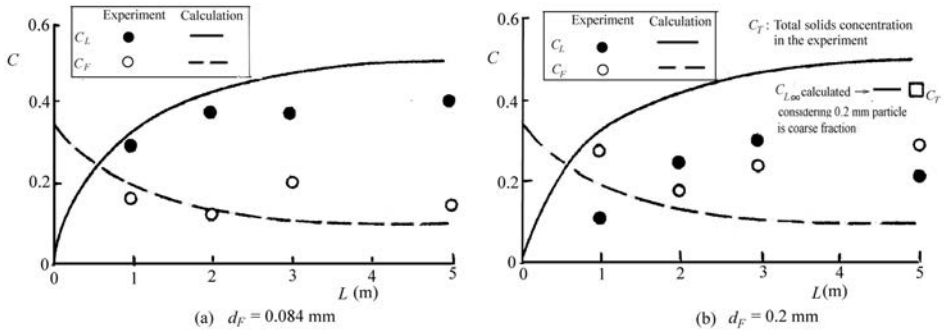 0.6
Experiment Calculation
C_L
C_F
C
0.4
0.2
0
0 1 2 3 4 5
L (m)
(a) d_F = 0.084 mm
0.6
Experiment Calculation
C_L
C_F
C
C_T : Total solids concentration
in the experiment
C_L∞ calculated → C_T
considering 0.2 mm particle
is coarse fraction
0.4
0.2
0
0 1 2 3 4 5
L (m)
(b) d_F = 0.2 mm